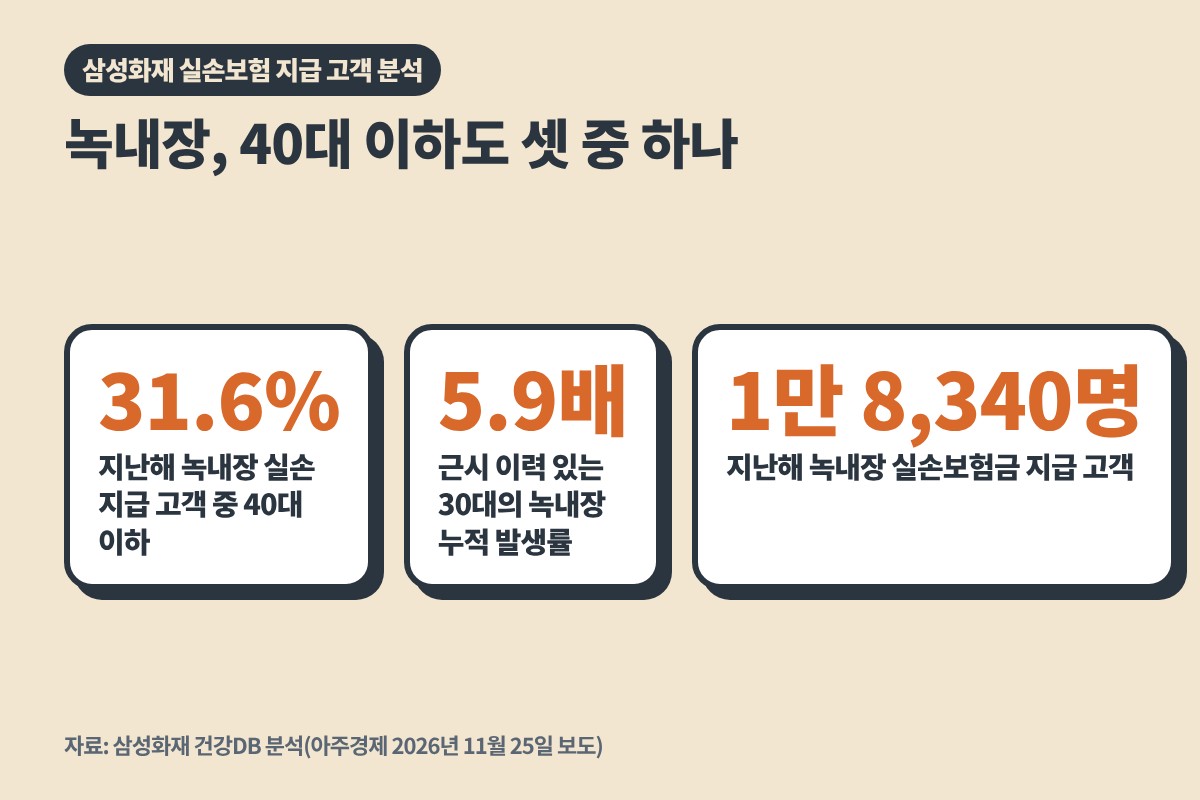 삼성화재 실손보험 지급 고객 분석
녹내장, 40대 이하도 셋 중 하나
31.6%
지난해 녹내장 실손
지급 고객 중 40대
이하
5.9배
근시 이력 있는
30대의 녹내장
누적 발생률
1만 8,340명
지난해 녹내장 실손보험금 지급 고객
자료: 삼성화재 건강DB 분석(아주경제 2026년 11월 25일 보도)